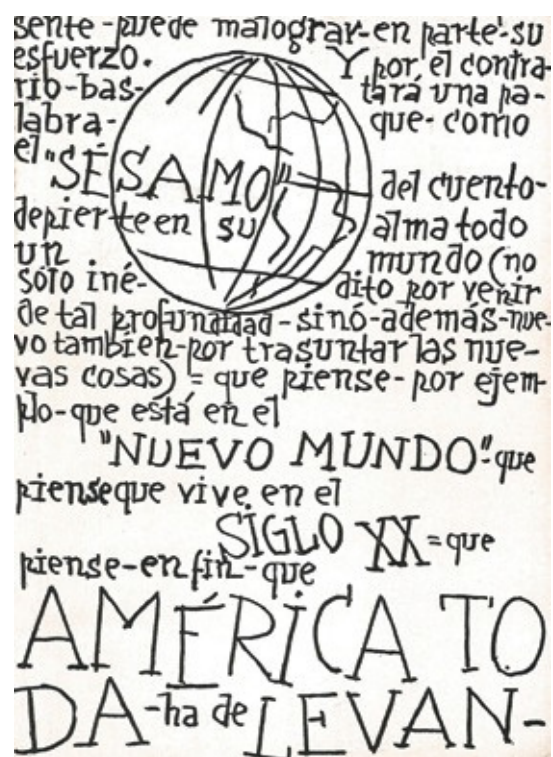 sente-puede malograr-en parte-su
esfuerzo. Y por el contra-
rio-bas- tará una pa-
labra- que-como
el "SÉSAMO" del cuento-
depierte en su alma todo
un mundo (no
sólo iné- dito por venir
de tal profundidad-sinó-además-nue-
vo también-por trasuntar las nue-
vas cosas) = que piense-por ejem-
plo-que está en el
"NUEVO MUNDO"-que
piense que vive en el
SIGLO XX = que
piense-en fin-que
AMÉRICA TO
DA-ha de LEVAN-